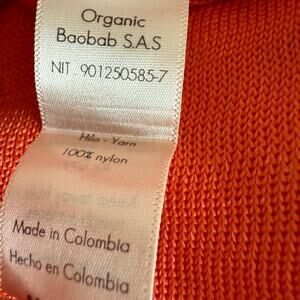 Organic
Baobab S.A.S
NIT. 901250585-7
Hilo - Yarn
100% nylon
Made in Colombia
Hecho en Colombia